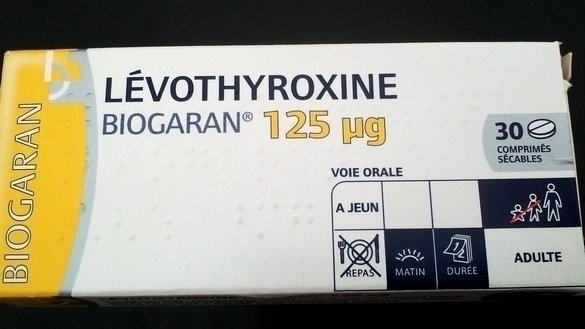 BIOGARAN
LÉVOTHYROXINE
BIOGARAN® 125 µg
30
COMPRIMÉS
SÉCABLES
VOIE ORALE
A JEUN
REPAS
MATIN
DURÉE
ADULTE